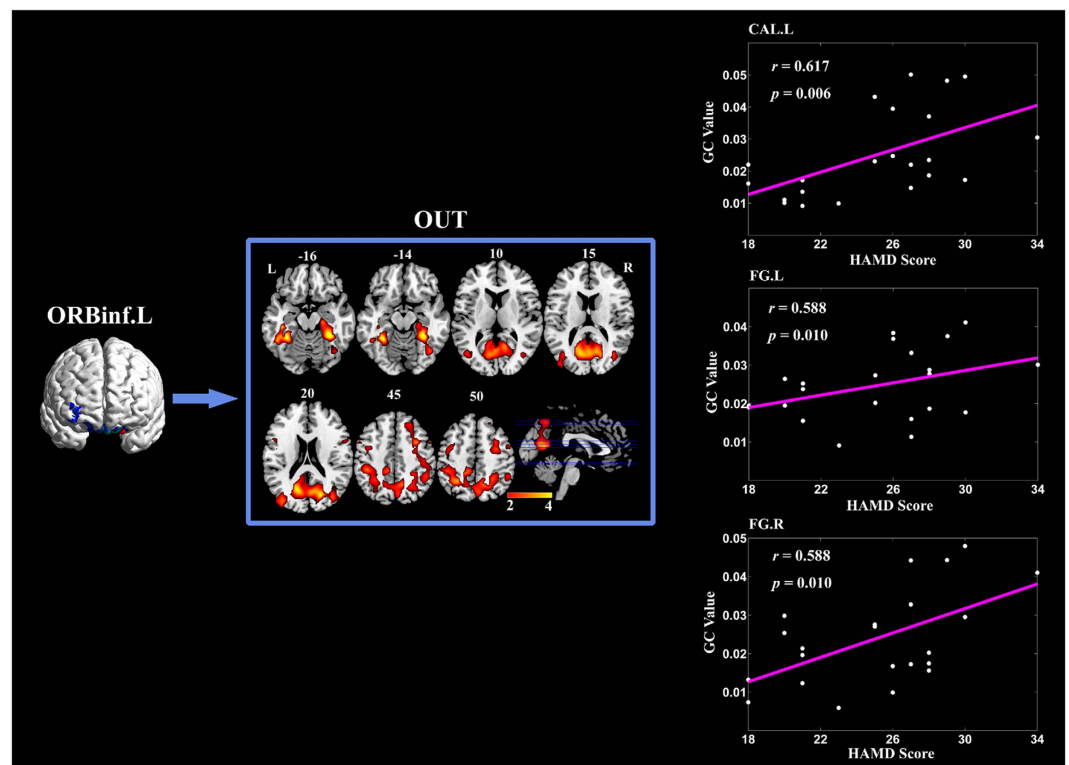 ORBinf.L
OUT
L
-16
-14
10
15
R
20
45
50
2
4
CAL.L
r = 0.617
p = 0.006
GC Value
0.05
0.04
0.03
0.02
0.01
18
22
26
30
34
HAMD Score
FG.L
r = 0.588
p = 0.010
GC Value
0.04
0.03
0.02
0.01
18
22
26
30
34
HAMD Score
FG.R
r = 0.588
p = 0.010
GC Value
0.05
0.04
0.03
0.02
0.01
18
22
26
30
34
HAMD Score